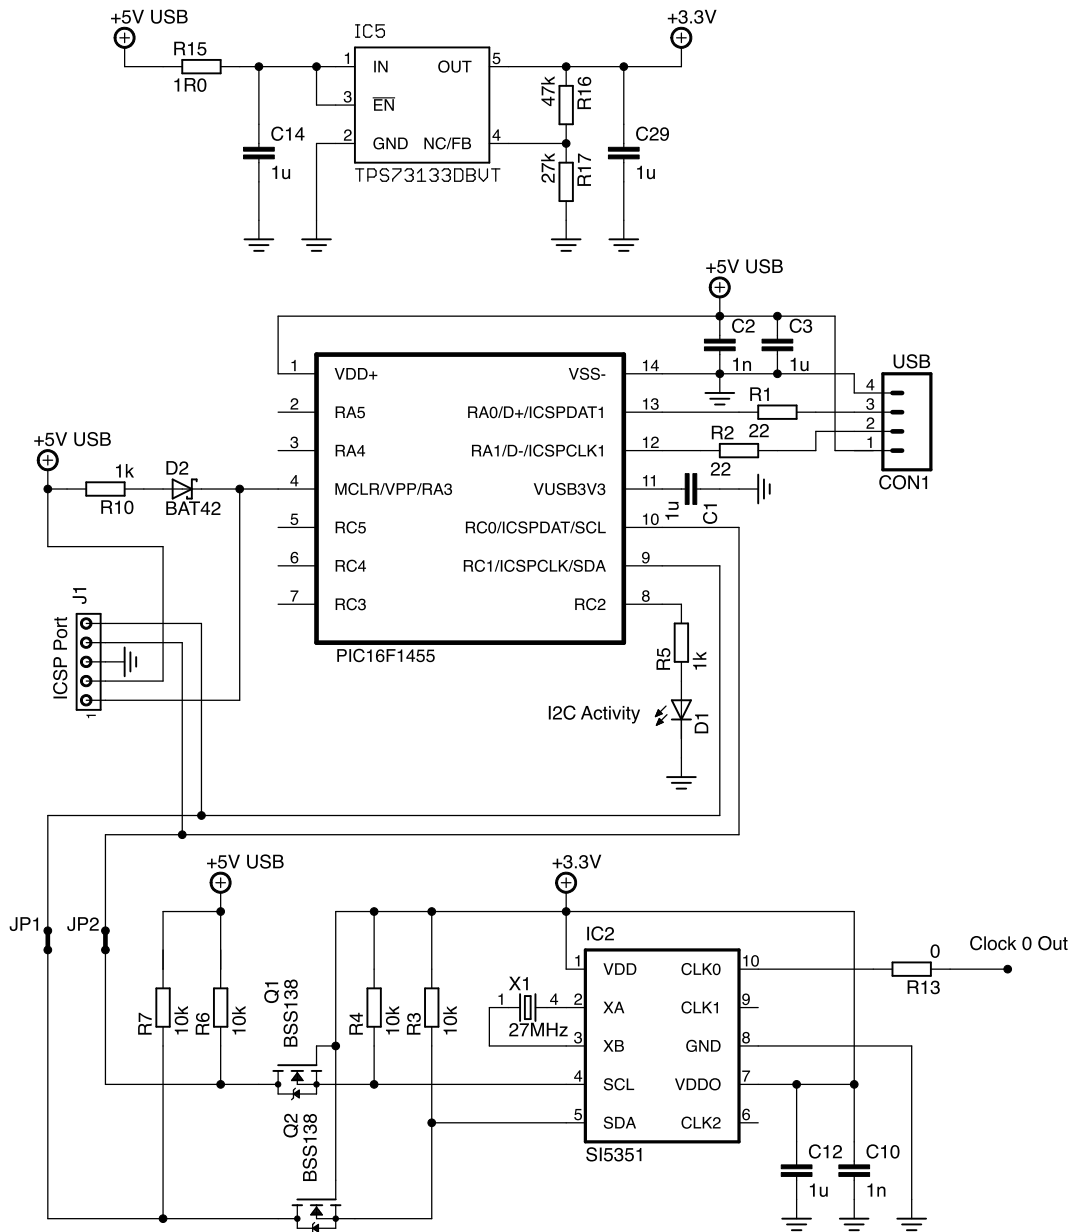 +5V USB
+3.3V
IC5
R15
1R0
1
IN
OUT
5
3
EN
2
GND
NC/FB
4
TPS73133DBVT
C14
1u
47k
R16
27k
R17
C29
1u
+5V USB
C2
1n
C3
1u
USB
4
3
2
1
CON1
R1
22
R2
22
1
VDD+
VSS-
14
2
RA5
RA0/D+/ICSPDAT1
13
3
RA4
RA1/D-/ICSPCLK1
12
4
MCLR/VPP/RA3
VUSB3V3
11
5
RC5
RC0/ICSPDAT/SCL
10
6
RC4
RC1/ICSPCLK/SDA
9
7
RC3
RC2
8
PIC16F1455
1u
C1
+5V USB
1k
R10
D2
BAT42
J1
ICSP Port
1
R5
1k
I2C Activity
D1
+5V USB
+3.3V
JP1
JP2
R7
10k
R6
10k
Q1
BSS138
Q2
BSS138
R4
10k
R3
10k
IC2
1
VDD
CLK0
10
2
XA
CLK1
9
3
XB
GND
8
4
SCL
VDDO
7
5
SDA
CLK2
6
SI5351
X1
1
4
27MHz
0
R13
Clock 0 Out
C12
1u
C10
1n